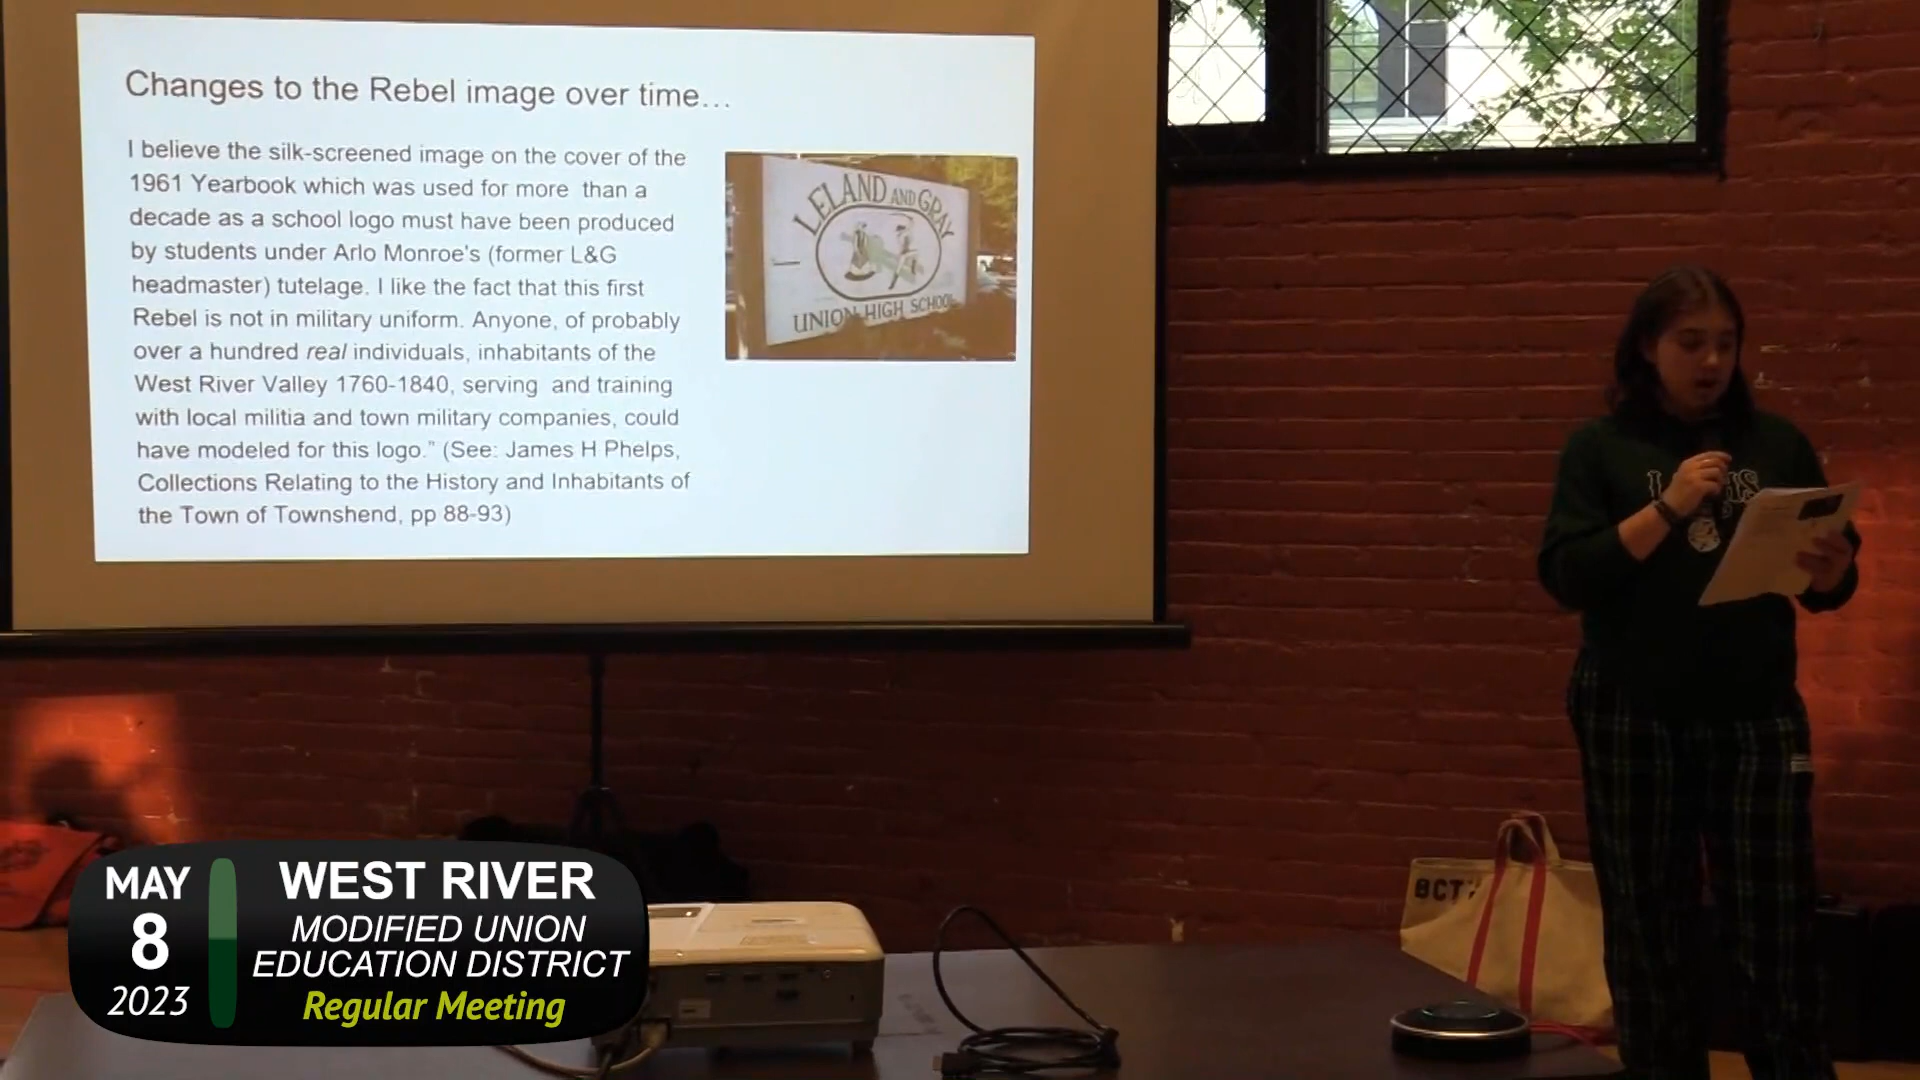 Changes to the Rebel image over time...
I believe the silk-screened image on the cover of the
1961 Yearbook which was used for more than a
decade as a school logo must have been produced
by students under Arlo Monroe's (former L&G
headmaster) tutelage. I like the fact that this first
Rebel is not in military uniform. Anyone, of probably
over a hundred real individuals, inhabitants of the
West River Valley 1760-1840, serving and training
with local militia and town military companies, could
have modeled for this logo.” (See: James H Phelps,
Collections Relating to the History and Inhabitants of
the Town of Townshend, pp 88-93)
LELAND AND GRAY
UNION HIGH SCHOOL
BCTV
MAY
8
2023
WEST RIVER
MODIFIED UNION
EDUCATION DISTRICT
Regular Meeting